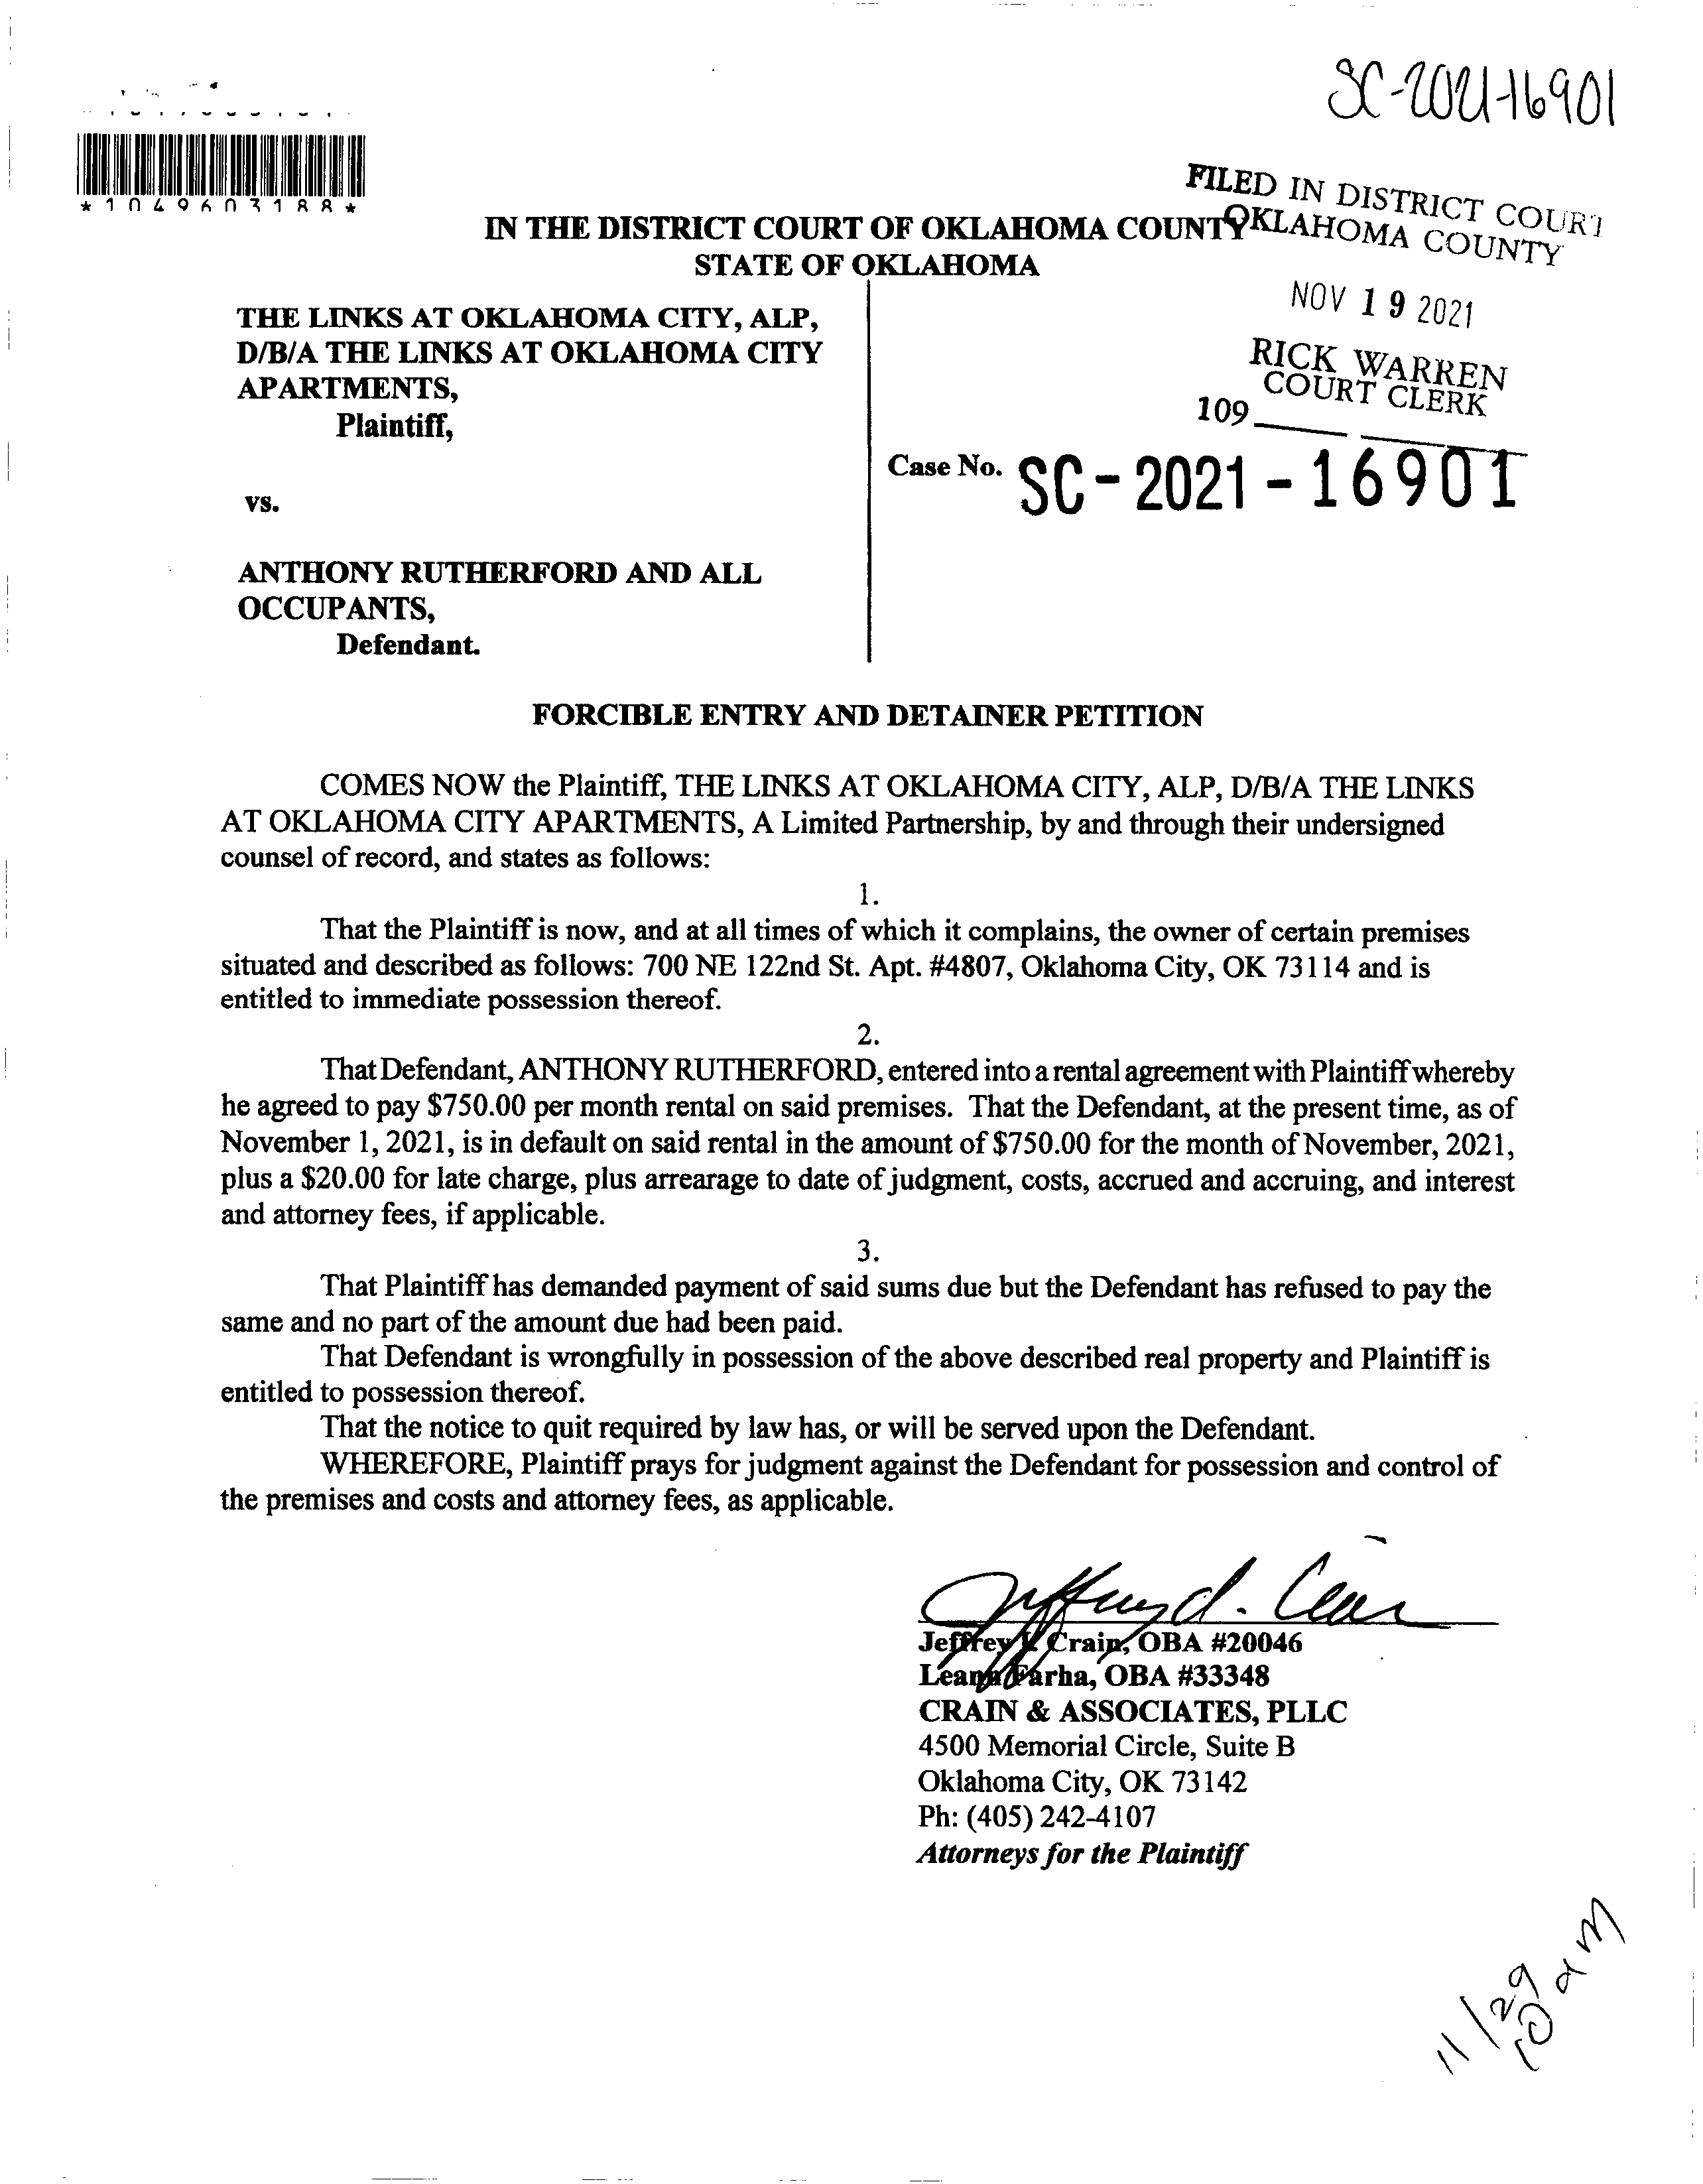 SC-2021-16901
*1049603188*
FILED IN DISTRICT COURT
OKLAHOMA COUNTY
IN THE DISTRICT COURT OF OKLAHOMA COUNTY
STATE OF OKLAHOMA
NOV 19 2021
RICK WARREN
COURT CLERK
109
THE LINKS AT OKLAHOMA CITY, ALP,
D/B/A THE LINKS AT OKLAHOMA CITY
APARTMENTS,
Plaintiff,
Case No. SC-2021-16901
vs.
ANTHONY RUTHERFORD AND ALL
OCCUPANTS,
Defendant.
FORCIBLE ENTRY AND DETAINER PETITION
COMES NOW the Plaintiff, THE LINKS AT OKLAHOMA CITY, ALP, D/B/A THE LINKS
AT OKLAHOMA CITY APARTMENTS, A Limited Partnership, by and through their undersigned
counsel of record, and states as follows:
1.
That the Plaintiff is now, and at all times of which it complains, the owner of certain premises
situated and described as follows: 700 NE 122nd St. Apt. #4807, Oklahoma City, OK 73114 and is
entitled to immediate possession thereof.
2.
That Defendant, ANTHONY RUTHERFORD, entered into a rental agreement with Plaintiff whereby
he agreed to pay $750.00 per month rental on said premises. That the Defendant, at the present time, as of
November 1, 2021, is in default on said rental in the amount of $750.00 for the month of November, 2021,
plus a $20.00 for late charge, plus arrearage to date of judgment, costs, accrued and accruing, and interest
and attorney fees, if applicable.
3.
That Plaintiff has demanded payment of said sums due but the Defendant has refused to pay the
same and no part of the amount due had been paid.
That Defendant is wrongfully in possession of the above described real property and Plaintiff is
entitled to possession thereof.
That the notice to quit required by law has, or will be served upon the Defendant.
WHEREFORE, Plaintiff prays for judgment against the Defendant for possession and control of
the premises and costs and attorney fees, as applicable.
Jeffrey Crain, OBA #20046
Leann Farha, OBA #33348
CRAIN & ASSOCIATES, PLLC
4500 Memorial Circle, Suite B
Oklahoma City, OK 73142
Ph: (405) 242-4107
Attorneys for the Plaintiff
11/29
10 am